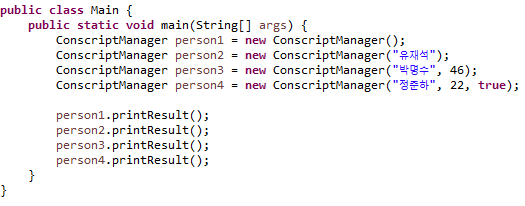 public class Main {
    public static void main(String[] args) {
        ConscriptManager person1 = new ConscriptManager();
        ConscriptManager person2 = new ConscriptManager("유재석");
        ConscriptManager person3 = new ConscriptManager("박명수", 46);
        ConscriptManager person4 = new ConscriptManager("정준하", 22, true);

        person1.printResult();
        person2.printResult();
        person3.printResult();
        person4.printResult();
    }
}